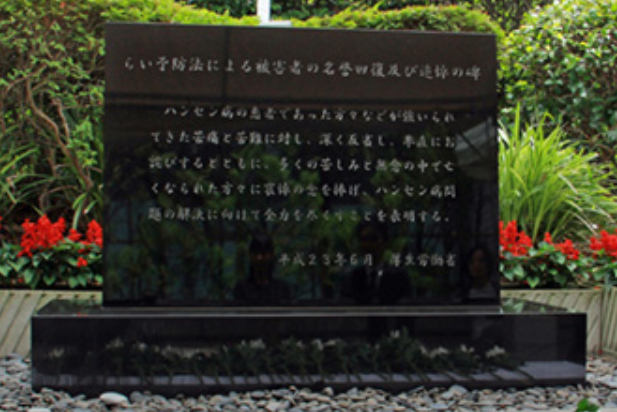 らい予防法による被害者の名誉回復及び追悼の碑
ハンセン病の患者であった方々などが強いられ
てきた苦痛と苦難に対し、深く反省し、率直にお
詫びするとともに、多くの苦しみと無念の中で亡
くなられた方々に哀悼の念を捧げ、ハンセン病問
題の解決に向けて全力を尽くすことを表明する。
平成23年6月 厚生労働省